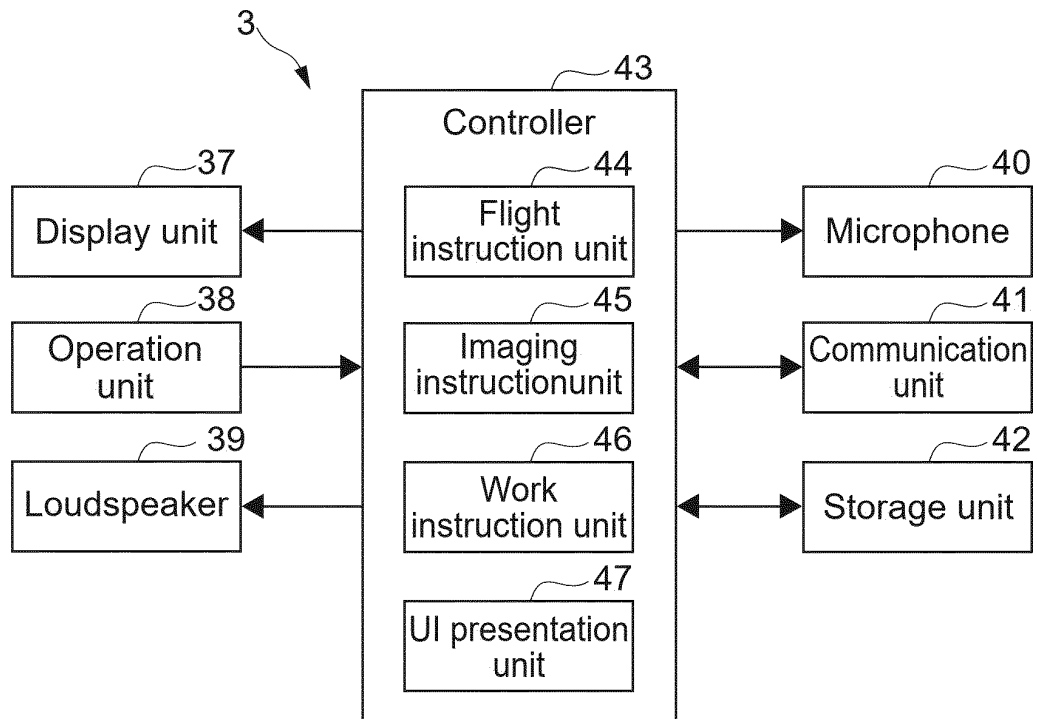 3
43
Controller
37
Display unit
44
Flight
instruction unit
40
Microphone
38
Operation
unit
45
Imaging
instructionunit
41
Communication
unit
39
Loudspeaker
46
Work
instruction unit
42
Storage unit
47
UI presentation
unit